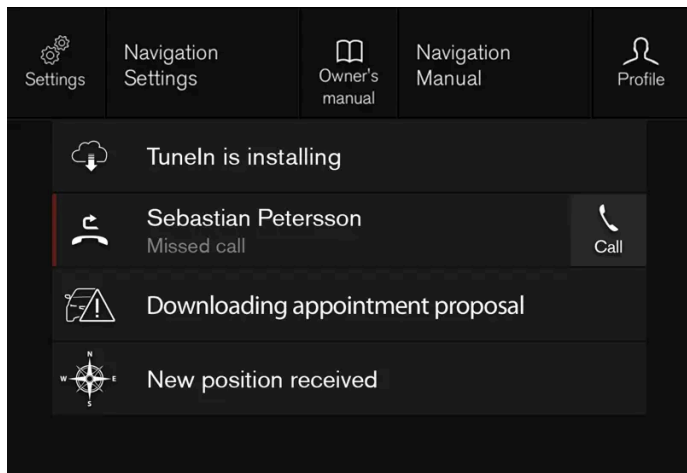 Settings
Navigation
Settings
Owner's
manual
Navigation
Manual
Profile
TuneIn is installing
Sebastian Petersson
Missed call
Call
Downloading appointment proposal
N
W
E
S
New position received